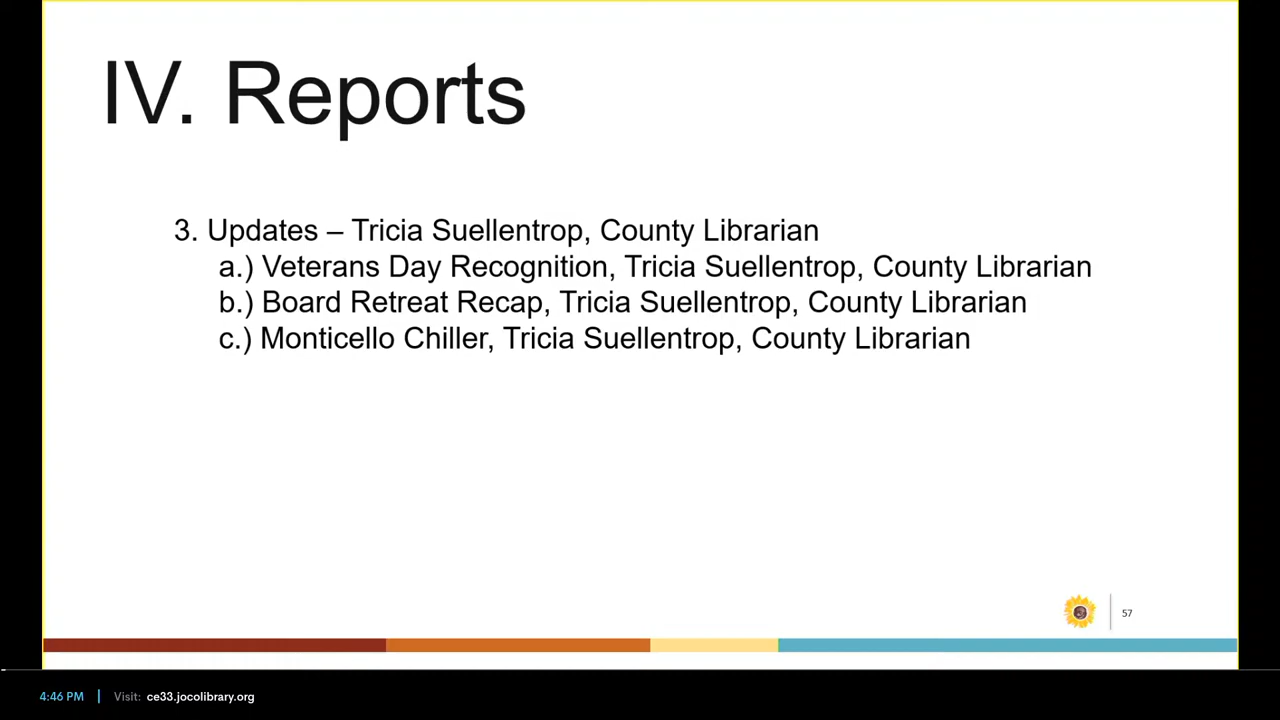 IV. Reports
3. Updates – Tricia Suellentrop, County Librarian
a.) Veterans Day Recognition, Tricia Suellentrop, County Librarian
b.) Board Retreat Recap, Tricia Suellentrop, County Librarian
c.) Monticello Chiller, Tricia Suellentrop, County Librarian
57
4:46 PM | Visit: ce33.jocolibrary.org